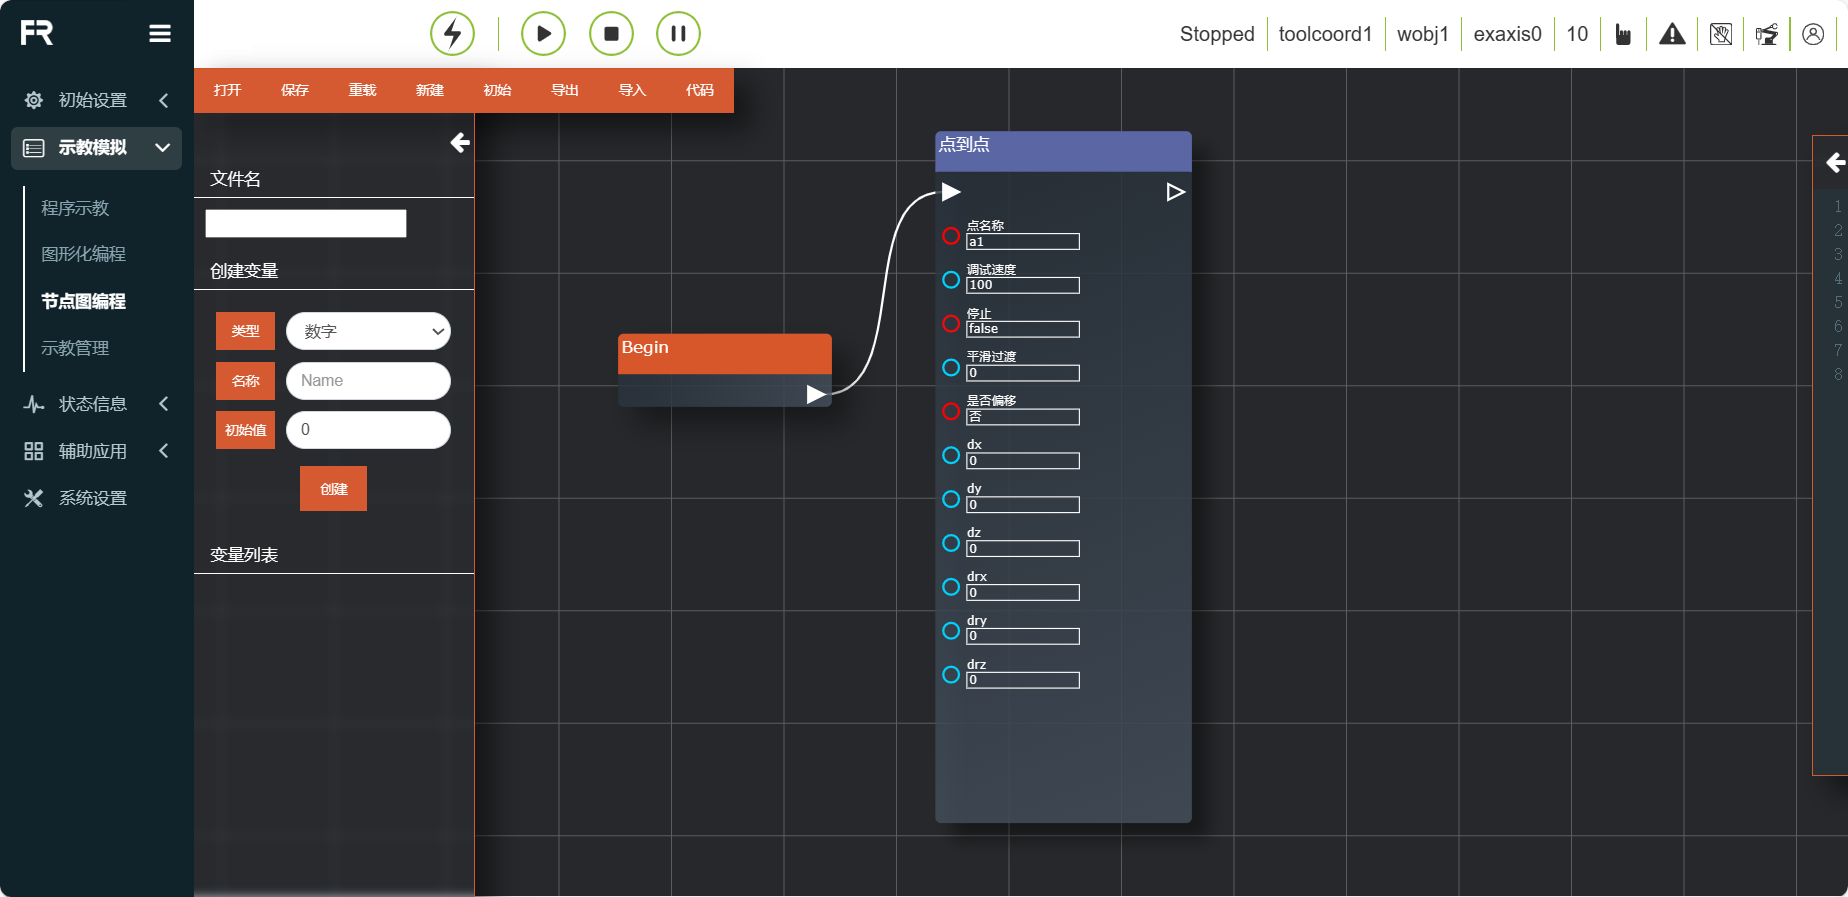 FR
Stopped
toolcoord1
wobj1
exaxis0
10
初始设置
示教模拟
程序示教
图形化编程
节点图编程
示教管理
状态信息
辅助应用
系统设置
打开
保存
重载
新建
初始
导出
导入
代码
文件名
创建变量
类型
数字
名称
Name
初始值
0
创建
变量列表
Begin
点到点
点名称
a1
调试速度
100
停止
false
平滑过渡
0
是否偏移
否
dx
0
dy
0
dz
0
drx
0
dry
0
drz
0
1
2
3
4
5
6
7
8